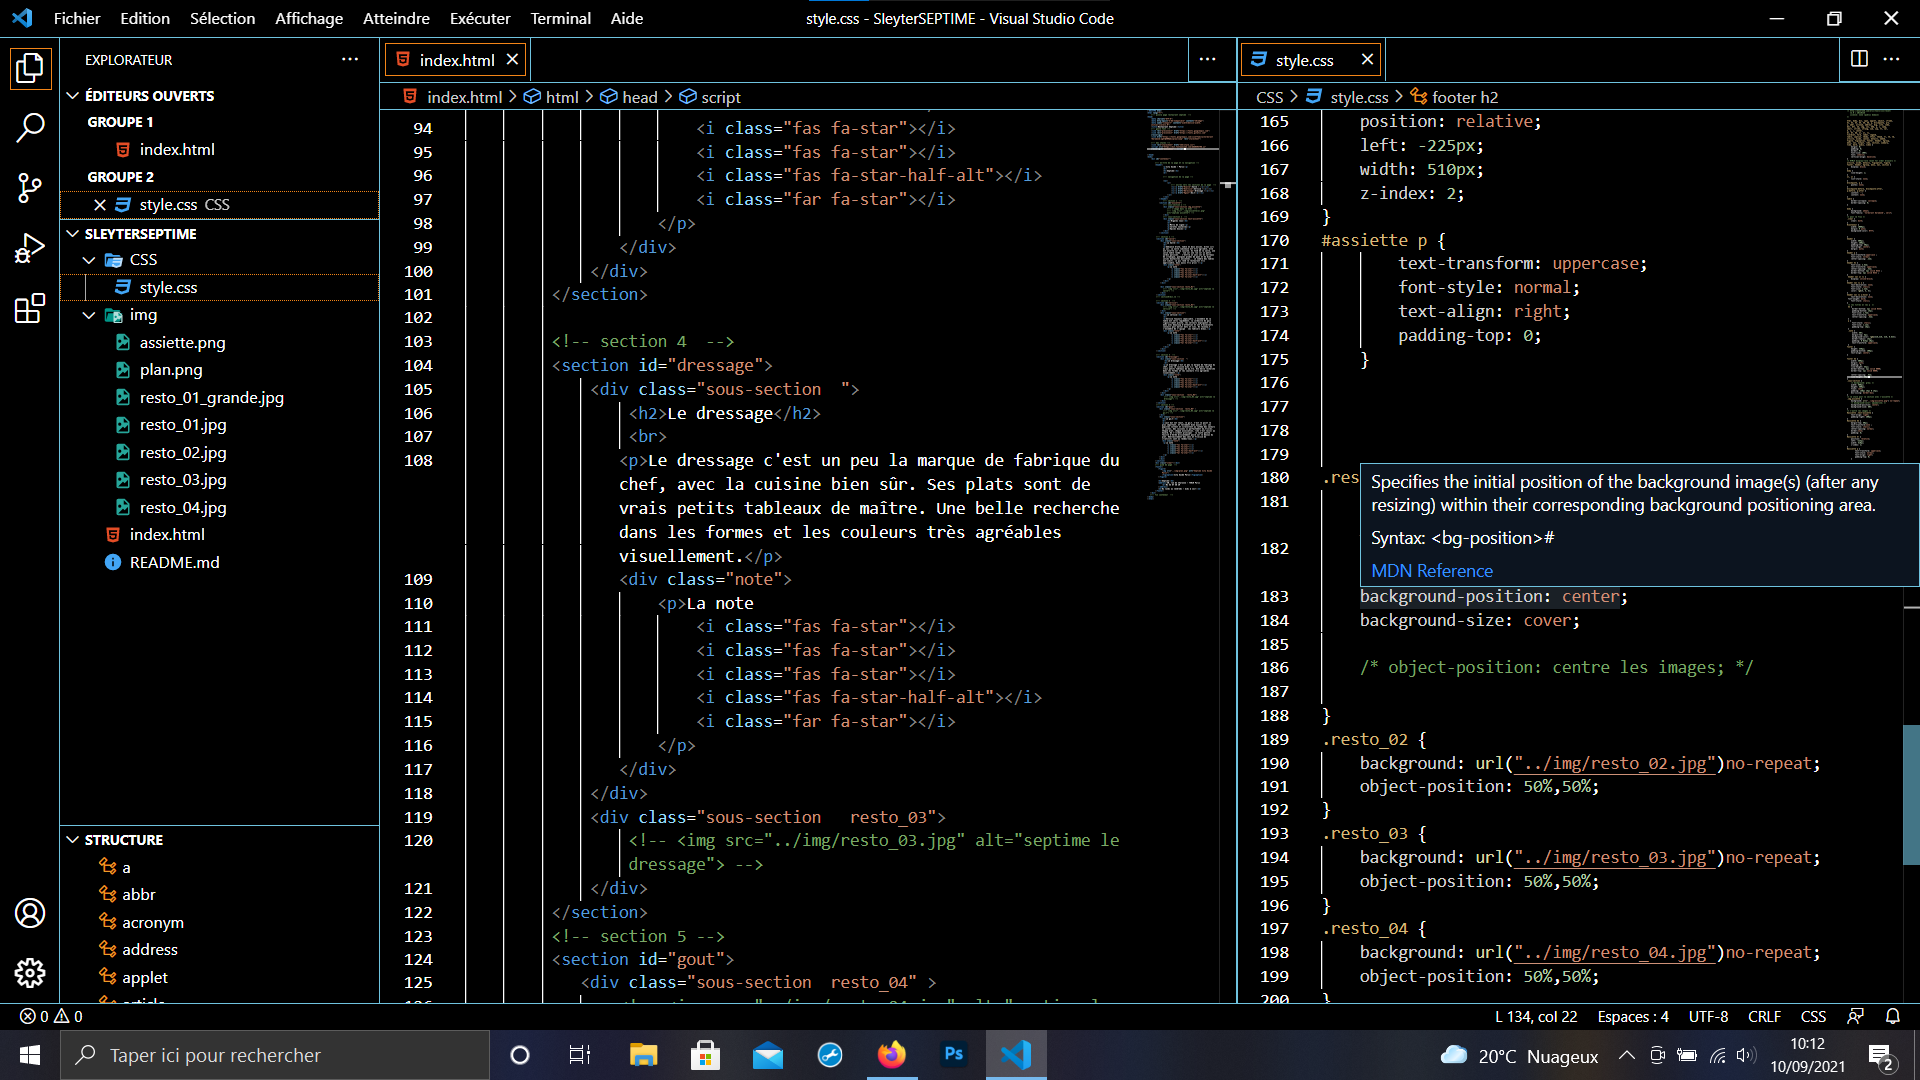 Fichier Edition Sélection Affichage Atteindre Exécuter Terminal Aide
style.css - SleyterSEPTIME - Visual Studio Code
EXPLORATEUR
ÉDITEURS OUVERTS
GROUPE 1
index.html
GROUPE 2
style.css CSS
SLEYTERSEPTIME
CSS
style.css
img
assiette.png
plan.png
resto_01_grande.jpg
resto_01.jpg
resto_02.jpg
resto_03.jpg
resto_04.jpg
index.html
README.md
STRUCTURE
a
abbr
acronym
address
applet
index.html
index.html > html > head > script
94 <i class="fas fa-star"></i>
95 <i class="fas fa-star"></i>
96 <i class="fas fa-star-half-alt"></i>
97 <i class="far fa-star"></i>
98 </p>
99 </div>
100 </div>
101 </section>
102
103 <!-- section 4  -->
104 <section id="dressage">
105 <div class="sous-section  ">
106 <h2>Le dressage</h2>
107 <br>
108 <p>Le dressage c'est un peu la marque de fabrique du
chef, avec la cuisine bien sûr. Ses plats sont de
vrais petits tableaux de maître. Une belle recherche
dans les formes et les couleurs très agréables
visuellement.</p>
109 <div class="note">
110 <p>La note
111 <i class="fas fa-star"></i>
112 <i class="fas fa-star"></i>
113 <i class="fas fa-star"></i>
114 <i class="fas fa-star-half-alt"></i>
115 <i class="far fa-star"></i>
116 </p>
117 </div>
118 </div>
119 <div class="sous-section   resto_03">
120 <!-- <img src="../img/resto_03.jpg" alt="septime le
dressage"> -->
121 </div>
122 </section>
123 <!-- section 5 -->
124 <section id="gout">
125 <div class="sous-section  resto_04" >
style.css
CSS > style.css > footer h2
165 position: relative;
166 left: -225px;
167 width: 510px;
168 z-index: 2;
169 }
170 #assiette p {
171 text-transform: uppercase;
172 font-style: normal;
173 text-align: right;
174 padding-top: 0;
175 }
176
177
178
179
180 .res
181
182
Specifies the initial position of the background image(s) (after any
resizing) within their corresponding background positioning area.
Syntax: <bg-position>#
MDN Reference
183 background-position: center;
184 background-size: cover;
185
186 /* object-position: centre les images; */
187
188 }
189 .resto_02 {
190 background: url("../img/resto_02.jpg")no-repeat;
191 object-position: 50%,50%;
192 }
193 .resto_03 {
194 background: url("../img/resto_03.jpg")no-repeat;
195 object-position: 50%,50%;
196 }
197 .resto_04 {
198 background: url("../img/resto_04.jpg")no-repeat;
199 object-position: 50%,50%;
200 }
0 0
L 134, col 22 Espaces : 4 UTF-8 CRLF CSS
Taper ici pour rechercher
Ps
20°C Nuageux
10:12
10/09/2021
2